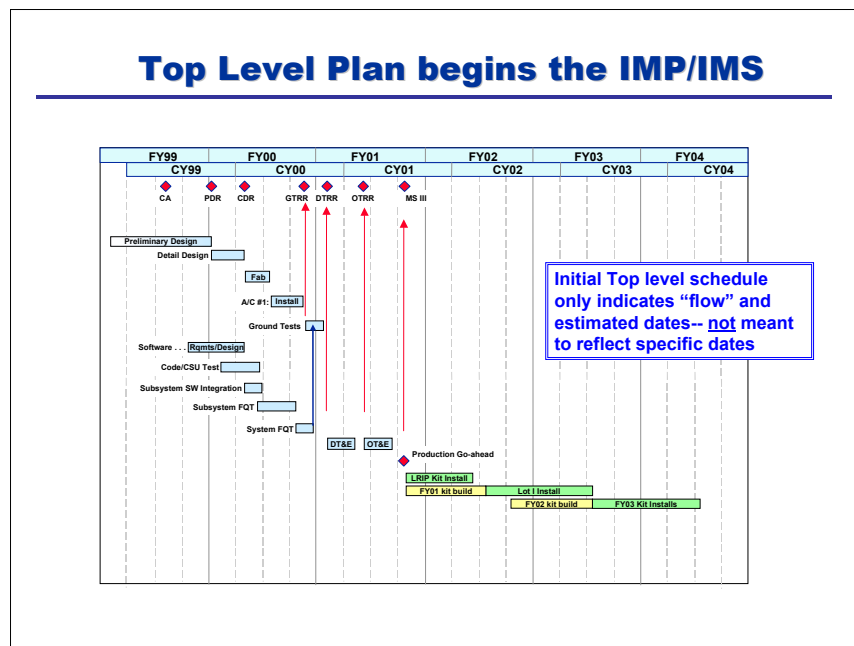 Top Level Plan begins the IMP/IMS
FY99 FY00 FY01 FY02 FY03 FY04
CY99 CY00 CY01 CY02 CY03 CY04
CA PDR CDR GTRR DTRR OTRR MS III
Preliminary Design
Detail Design
Fab
A/C #1: Install
Ground Tests
Software . . . Rqmts/Design
Code/CSU Test
Subsystem SW Integration
Subsystem FQT
System FQT
DT&E OT&E
Production Go-ahead
LRIP Kit Install
FY01 kit build Lot I Install
FY02 kit build FY03 Kit Installs
Initial Top level schedule
only indicates “flow” and
estimated dates-- not meant
to reflect specific dates